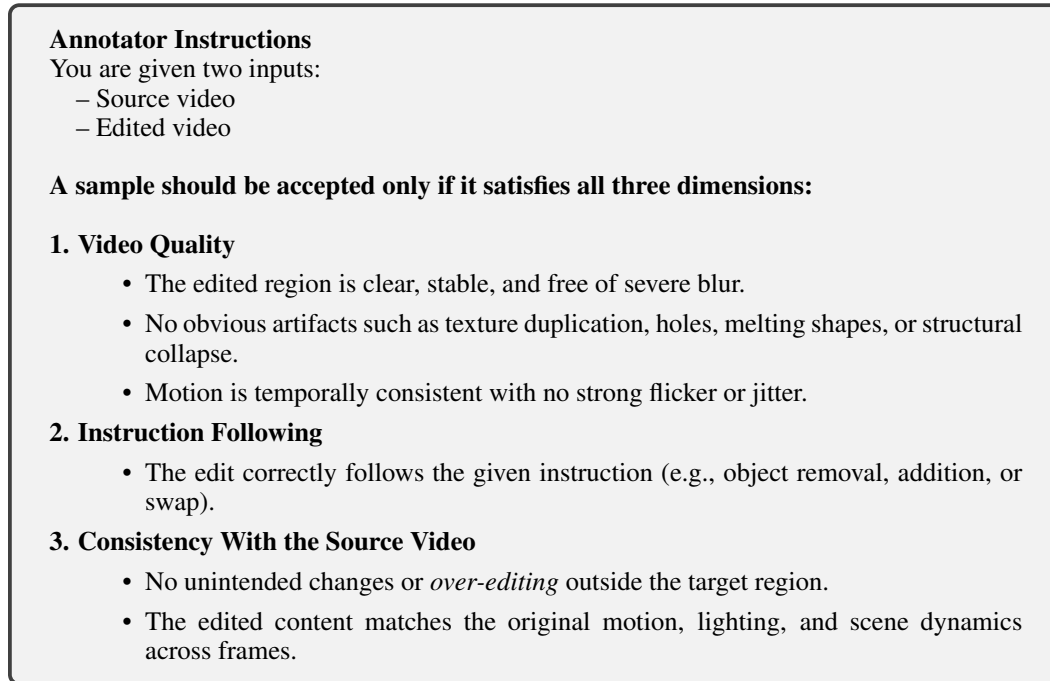 Annotator Instructions
You are given two inputs:
– Source video
– Edited video
A sample should be accepted only if it satisfies all three dimensions:
1. Video Quality
• The edited region is clear, stable, and free of severe blur.
• No obvious artifacts such as texture duplication, holes, melting shapes, or structural
collapse.
• Motion is temporally consistent with no strong flicker or jitter.
2. Instruction Following
• The edit correctly follows the given instruction (e.g., object removal, addition, or
swap).
3. Consistency With the Source Video
• No unintended changes or over-editing outside the target region.
• The edited content matches the original motion, lighting, and scene dynamics
across frames.